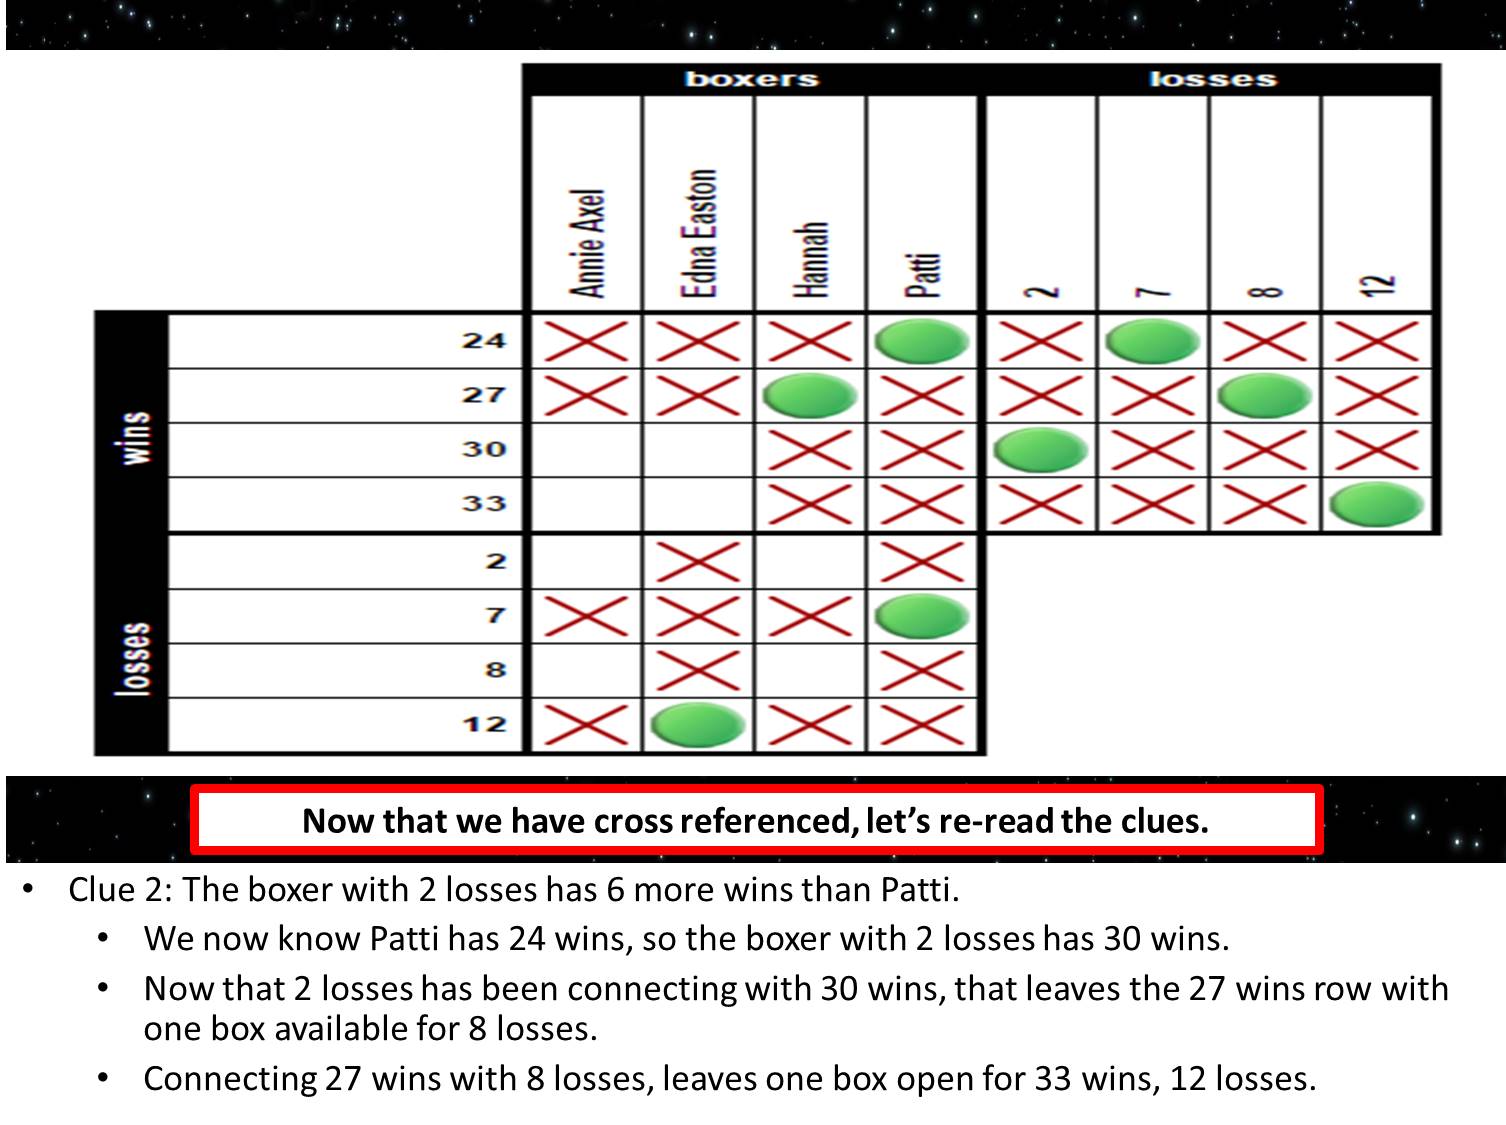 boxers losses
Annie Axel Edna Easton Hannah Patti 2 7 8 12
wins
24
27
30
33
losses
2
7
8
12
Now that we have cross referenced, let’s re-read the clues.
• Clue 2: The boxer with 2 losses has 6 more wins than Patti.
• We now know Patti has 24 wins, so the boxer with 2 losses has 30 wins.
• Now that 2 losses has been connecting with 30 wins, that leaves the 27 wins row with
one box available for 8 losses.
• Connecting 27 wins with 8 losses, leaves one box open for 33 wins, 12 losses.